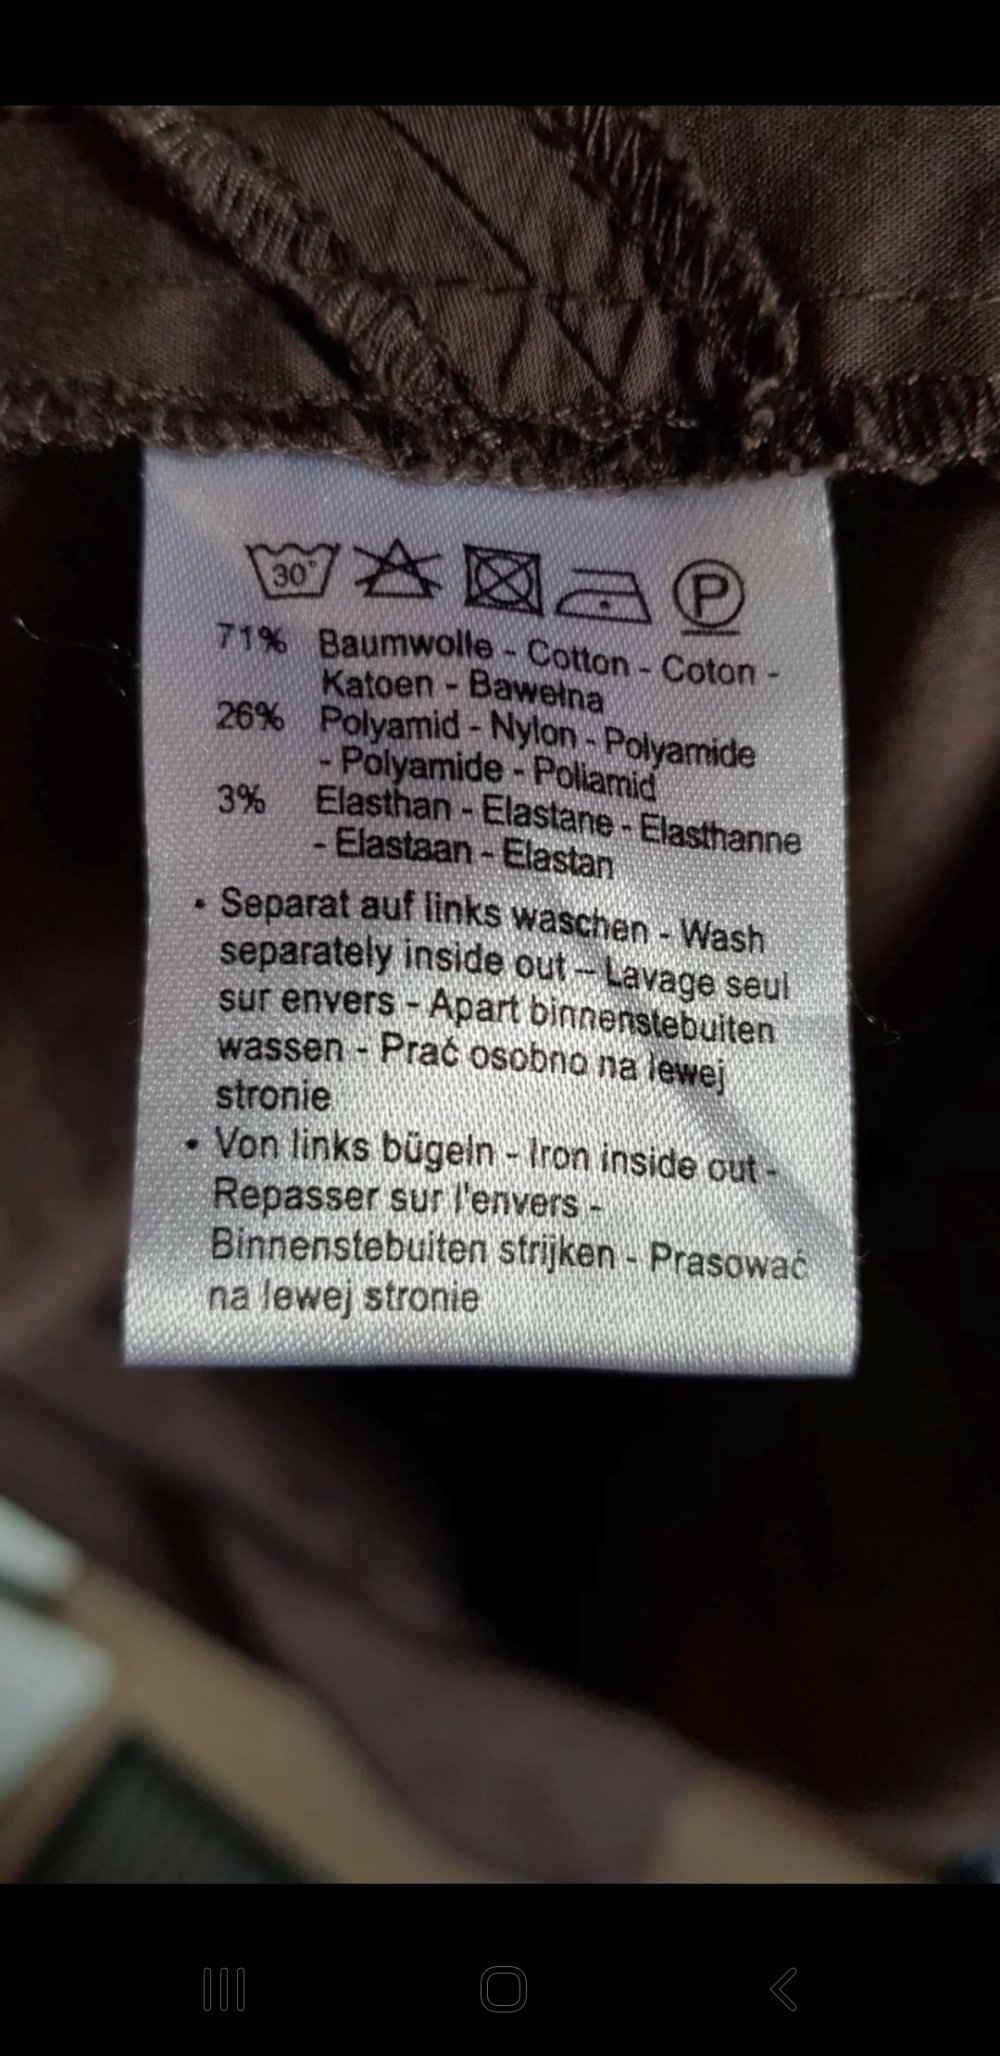 30°
P
71% Baumwolle - Cotton - Coton -
Katoen - Bawełna
26% Polyamid - Nylon - Polyamide
- Polyamide - Poliamid
3% Elasthan - Elastane - Elasthanne
- Elastaan - Elastan
• Separat auf links waschen - Wash
separately inside out – Lavage seul
sur envers - Apart binnenstebuiten
wassen - Prać osobno na lewej
stronie
• Von links bügeln - Iron inside out -
Repasser sur l'envers -
Binnenstebuiten strijken - Prasować
na lewej stronie